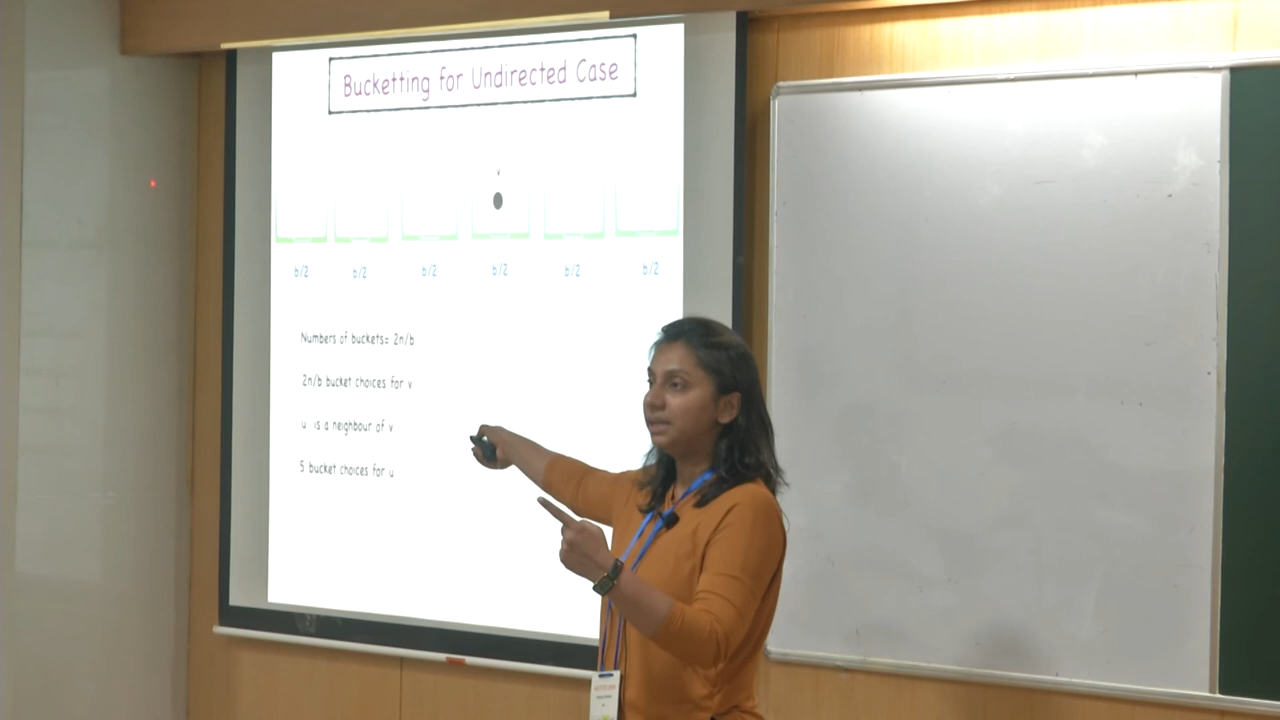 Bucketting for Undirected Case
v
b/2 b/2 b/2 b/2 b/2 b/2
Numbers of buckets= 2n/b
2n/b bucket choices for v
u is a neighbour of v
5 bucket choices for u